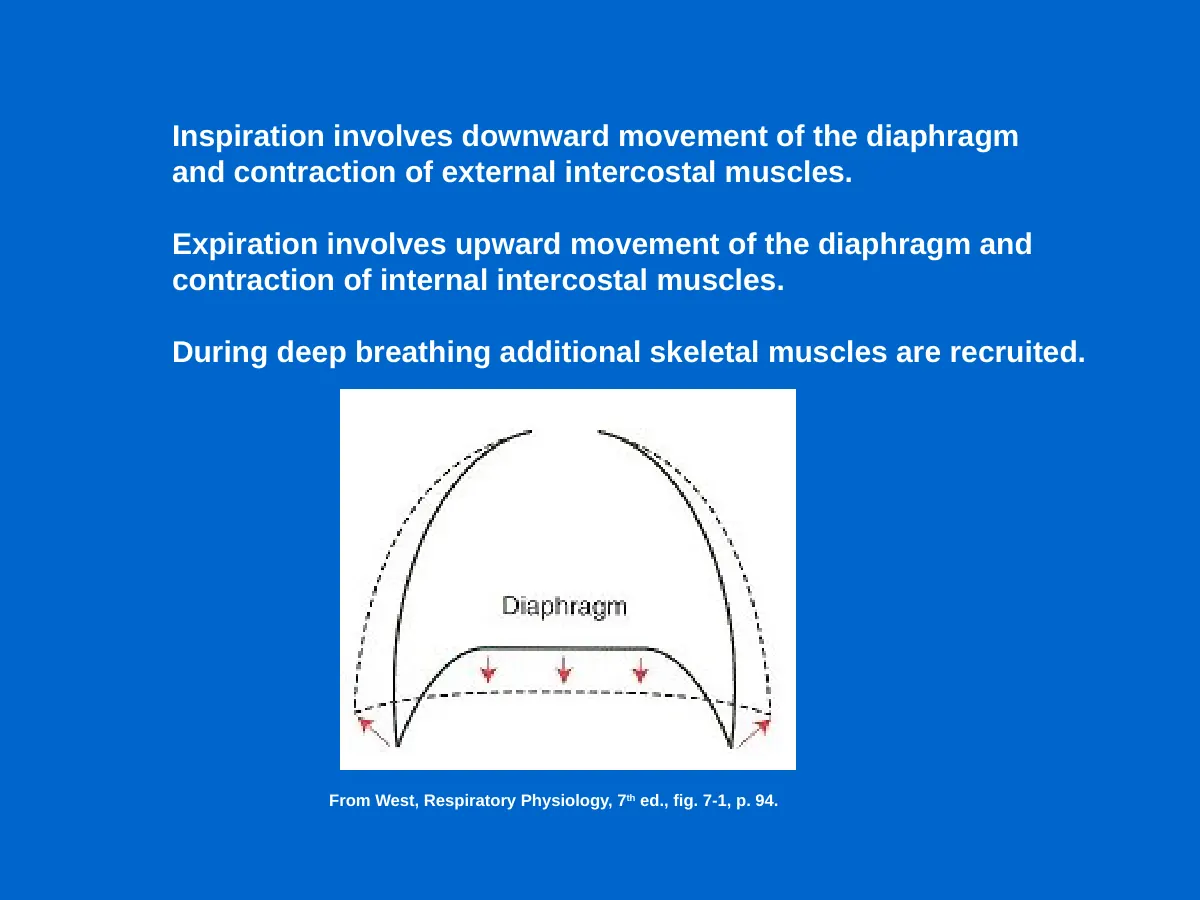 Inspiration involves downward movement of the diaphragm
and contraction of external intercostal muscles.
Expiration involves upward movement of the diaphragm and
contraction of internal intercostal muscles.
During deep breathing additional skeletal muscles are recruited.
Diaphragm
From West, Respiratory Physiology, 7th ed., fig. 7-1, p. 94.